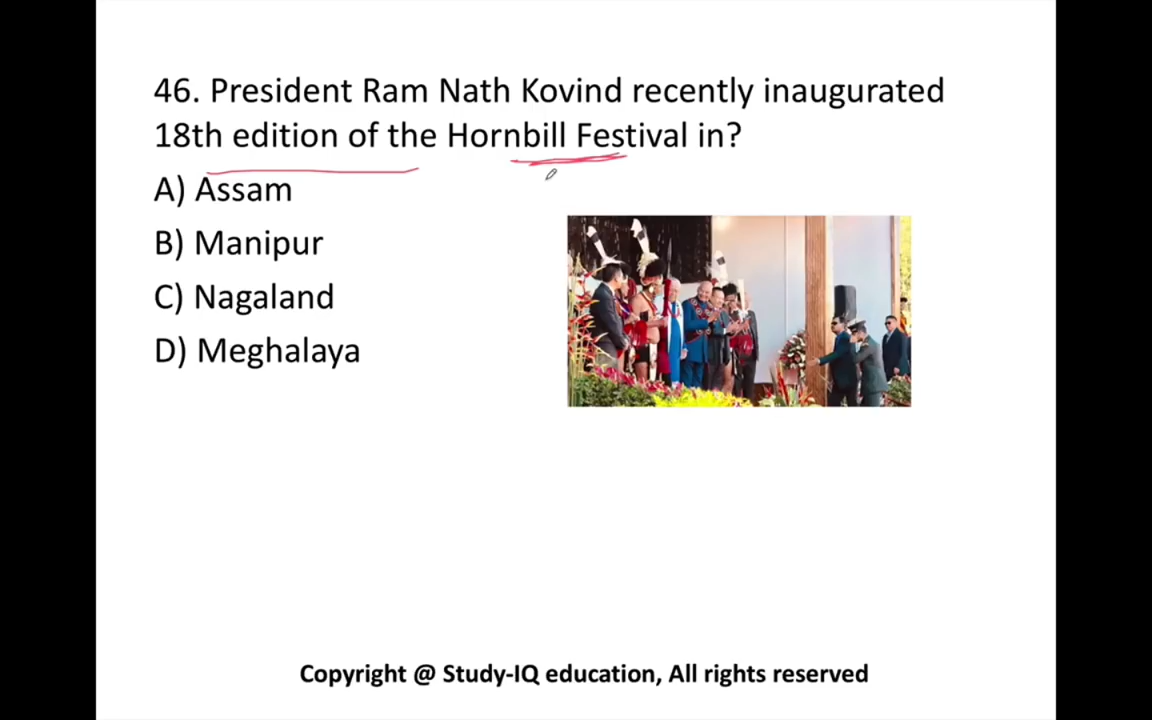 46. President Ram Nath Kovind recently inaugurated
18th edition of the Hornbill Festival in?
A) Assam
B) Manipur
C) Nagaland
D) Meghalaya
Copyright @ Study-IQ education, All rights reserved